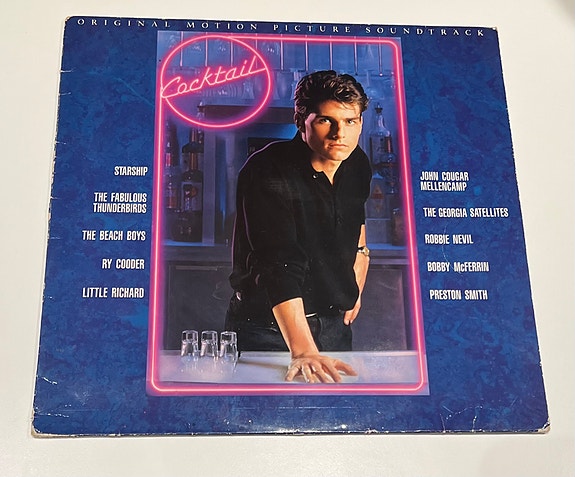 ORIGINAL MOTION PICTURE SOUNDTRACK
Cocktail
STARSHIP
THE FABULOUS
THUNDERBIRDS
THE BEACH BOYS
RY COODER
LITTLE RICHARD
JOHN COUGAR
MELLENCAMP
THE GEORGIA SATELLITES
ROBBIE NEVIL
BOBBY McFERRIN
PRESTON SMITH